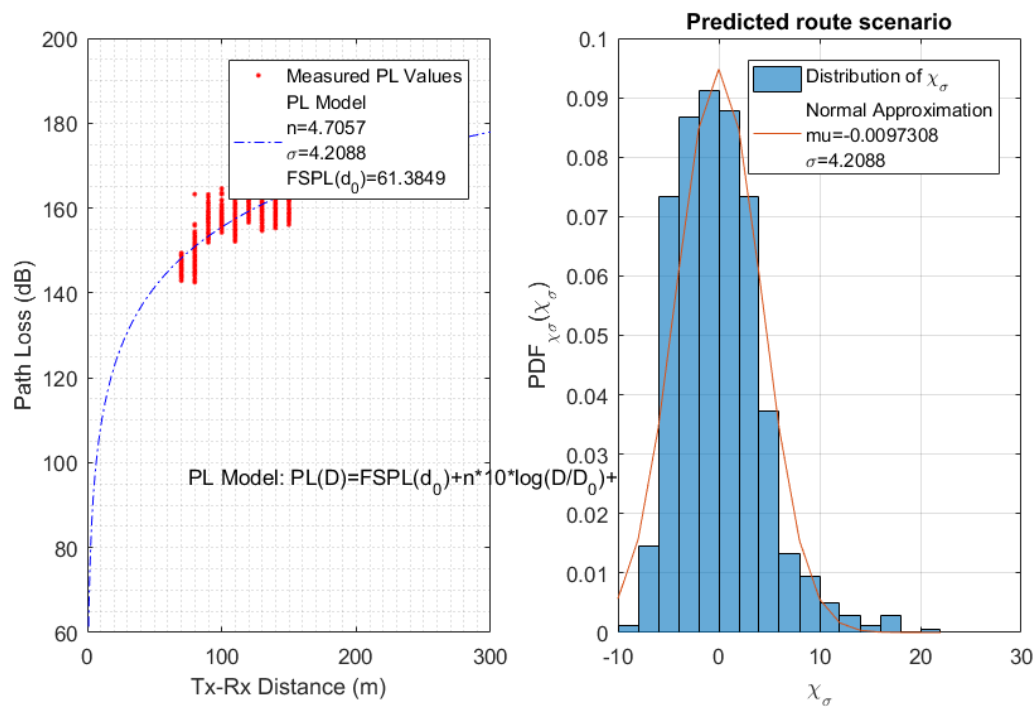 200
180
160
140
120
100
80
60
0
100
200
300
Path Loss (dB)
Tx-Rx Distance (m)
Measured PL Values
PL Model
n=4.7057
σ=4.2088
FSPL(d₀)=61.3849
PL Model: PL(D)=FSPL(d₀)+n*10*log(D/D₀)+
Predicted route scenario
0.1
0.09
0.08
0.07
0.06
0.05
0.04
0.03
0.02
0.01
0
-10
0
10
20
30
PDF_χσ(χ_σ)
χ_σ
Distribution of χ_σ
Normal Approximation
mu=-0.0097308
σ=4.2088